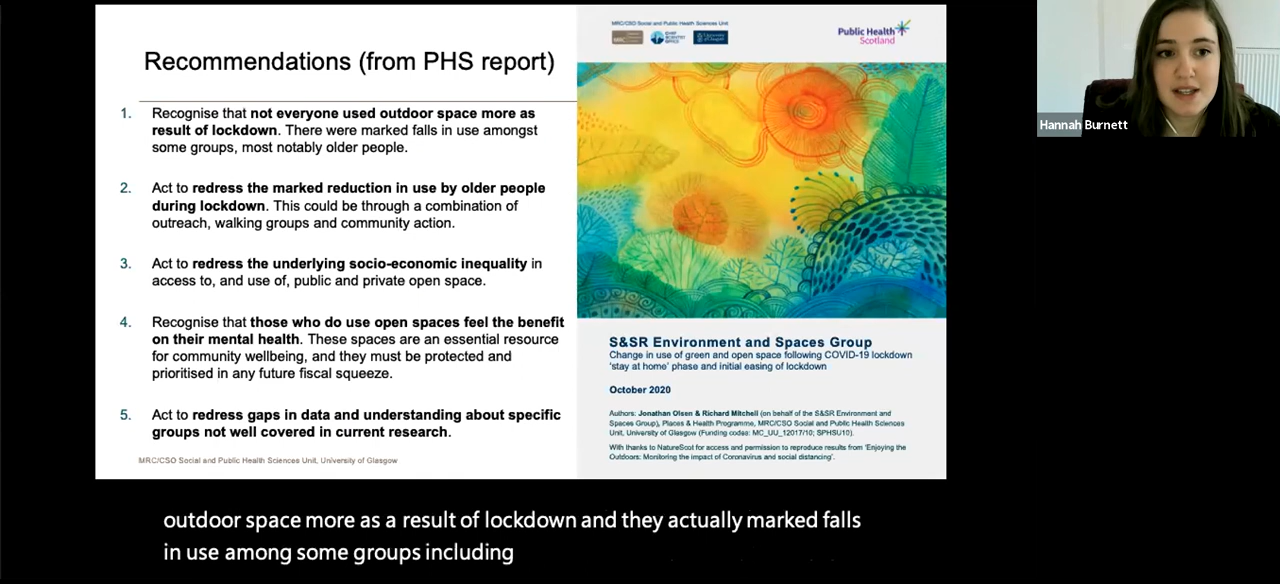 Recommendations (from PHS report)
1. Recognise that not everyone used outdoor space more as
result of lockdown. There were marked falls in use amongst
some groups, most notably older people.
2. Act to redress the marked reduction in use by older people
during lockdown. This could be through a combination of
outreach, walking groups and community action.
3. Act to redress the underlying socio-economic inequality in
access to, and use of, public and private open space.
4. Recognise that those who do use open spaces feel the benefit
on their mental health. These spaces are an essential resource
for community wellbeing, and they must be protected and
prioritised in any future fiscal squeeze.
5. Act to redress gaps in data and understanding about specific
groups not well covered in current research.
MRC/CSO Social and Public Health Sciences Unit, University of Glasgow
MRC/CSO Social and Public Health Sciences Unit
Public Health
Scotland
S&SR Environment and Spaces Group
Change in use of green and open space following COVID-19 lockdown
'stay at home' phase and initial easing of lockdown
October 2020
Authors: Jonathan Olsen & Richard Mitchell (on behalf of the S&SR Environment and
Spaces Group), Places & Health Programme, MRC/CSO Social and Public Health Sciences
Unit, University of Glasgow (Funding codes: MC_UU_12017/10; SPHSU10).
With thanks to NatureScot for access and permission to reproduce results from 'Enjoying the
Outdoors: Monitoring the impact of Coronavirus and social distancing'.
Hannah Burnett
outdoor space more as a result of lockdown and they actually marked falls
in use among some groups including